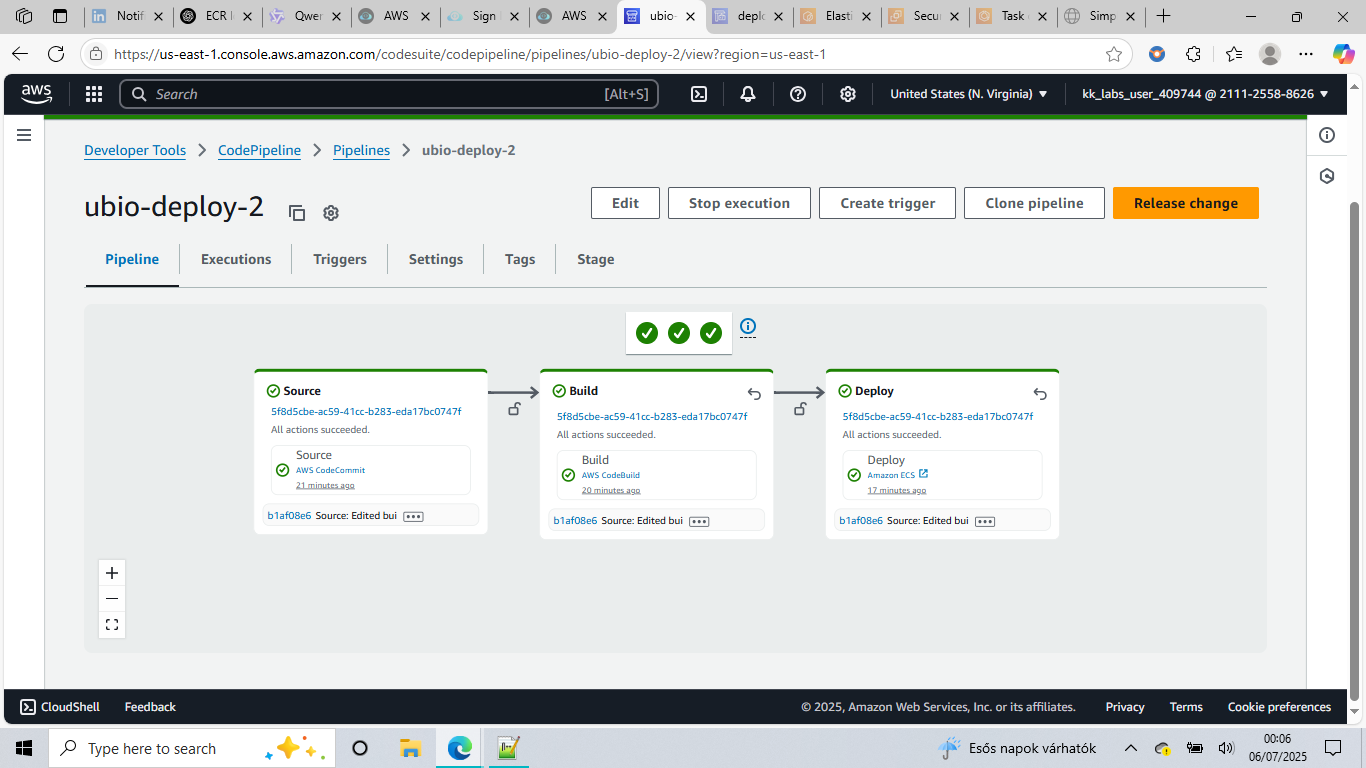 Notif
ECR I
Qwer
AWS
Sign
AWS
ubio-
depl
Elasti
Secu
Task
Simp
https://us-east-1.console.aws.amazon.com/codesuite/codepipeline/pipelines/ubio-deploy-2/view?region=us-east-1
aws
Search
[Alt+S]
United States (N. Virginia)
kk_labs_user_409744 @ 2111-2558-8626
Developer Tools
CodePipeline
Pipelines
ubio-deploy-2
ubio-deploy-2
Edit
Stop execution
Create trigger
Clone pipeline
Release change
Pipeline
Executions
Triggers
Settings
Tags
Stage
Source
5f8d5cbe-ac59-41cc-b283-eda17bc0747f
All actions succeeded.
Source
AWS CodeCommit
21 minutes ago
b1af08e6 Source: Edited bui
Build
5f8d5cbe-ac59-41cc-b283-eda17bc0747f
All actions succeeded.
Build
AWS CodeBuild
20 minutes ago
b1af08e6 Source: Edited bui
Deploy
5f8d5cbe-ac59-41cc-b283-eda17bc0747f
All actions succeeded.
Deploy
Amazon ECS
17 minutes ago
b1af08e6 Source: Edited bui
CloudShell
Feedback
© 2025, Amazon Web Services, Inc. or its affiliates.
Privacy
Terms
Cookie preferences
Type here to search
Esős napok várhatók
00:06
06/07/2025